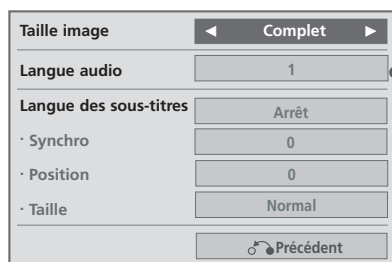 Taille image ◄ Complet ►
Langue audio 1
Langue des sous-titres Arrêt
· Synchro 0
· Position 0
· Taille Normal
Précédent